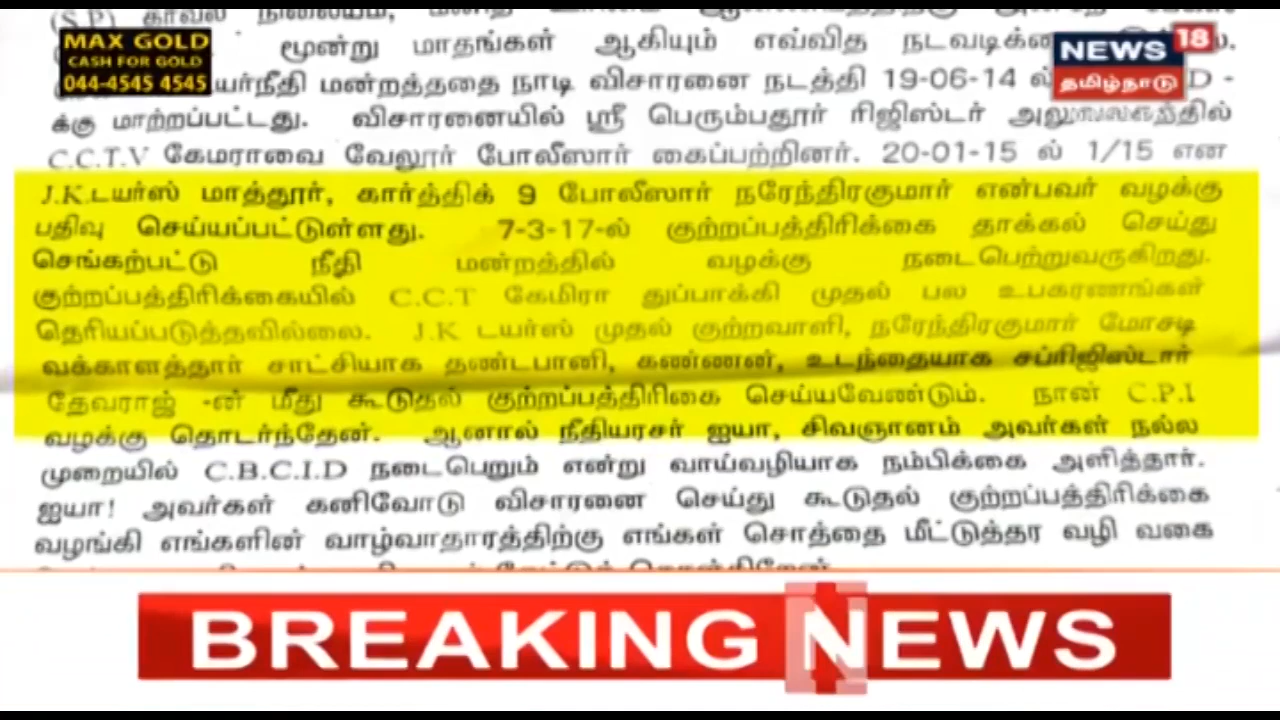 (S.P) காவல் நிலையம்,
மூன்று மாதங்கள் ஆகியும் எவ்வித
யர்நீதி மன்றத்ததை நாடி விசாரனை நடத்தி 19-06-14 ல் D -
க்கு மாற்றப்பட்டது. விசாரனையில் ஸ்ரீ பெரும்பதூர் ரிஜிஸ்டர் அலுவலகத்தில்
C.C.T.V கேமராவை வேலூர் போலீஸார் கைப்பற்றினர். 20-01-15 ல் 1/15 என
J.K.டயர்ஸ் மாத்தூர், கார்த்திக் 9 போலீஸார் நரேந்திரகுமார் என்பவர் வழக்கு
பதிவு செய்யப்பட்டுள்ளது. 7-3-17-ல் குற்றப்பத்திரிக்கை தாக்கல் செய்து
செங்கற்பட்டு நீதி மன்றத்தில் வழக்கு நடைபெற்றுவருகிறது.
குற்றப்பத்திரிக்கையில் C.C.T கேமிரா துப்பாக்கி முதல் பல உபகரணங்கள்
தெரியப்படுத்தவில்லை. J.K டயர்ஸ் முதல் குற்றவாளி, நரேந்திரகுமார் மோசடி
வக்காளத்தார் சாட்சியாக தண்டபானி, கண்ணன், உடந்தையாக சப்ரிஜிஸ்டார்
தேவராஜ் -ன் மீது கூடுதல் குற்றப்பத்திரிகை செய்யவேண்டும். நான் C.P.I
வழக்கு தொடர்ந்தேன். ஆனால் நீதியரசர் ஐயா, சிவஞானம் அவர்கள் நல்ல
முறையில் C.B.C.I.D நடைபெறும் என்று வாய்வழியாக நம்பிக்கை அளித்தார்.
ஐயா! அவர்கள் கனிவோடு விசாரனை செய்து கூடுதல் குற்றப்பத்திரிக்கை
வழங்கி எங்களின் வாழ்வாதாரத்திற்கு எங்கள் சொத்தை மீட்டுத்தர வழி வகை
MAX GOLD
CASH FOR GOLD
044-4545 4545
NEWS 18
தமிழ்நாடு
BREAKING NEWS